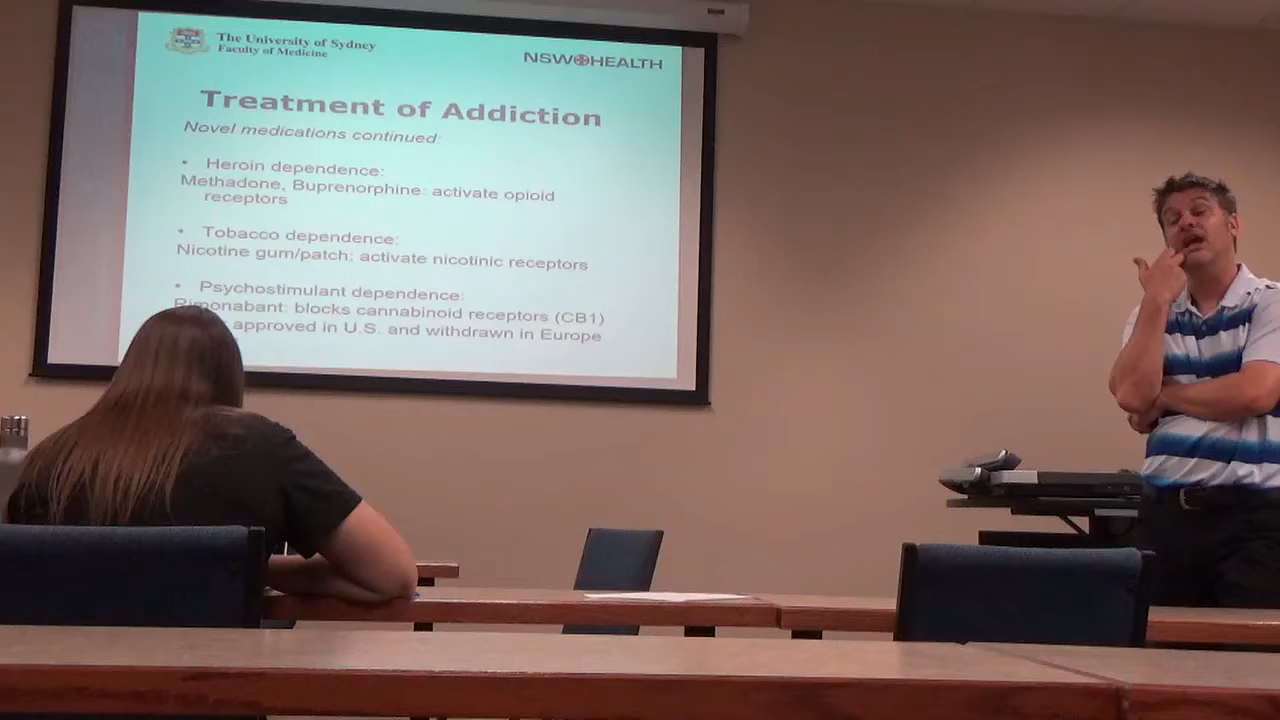 The University of Sydney
Faculty of Medicine
NSW HEALTH
Treatment of Addiction
Novel medications continued:
• Heroin dependence:
Methadone, Buprenorphine: activate opioid
receptors
• Tobacco dependence:
Nicotine gum/patch: activate nicotinic receptors
• Psychostimulant dependence:
Rimonabant: blocks cannabinoid receptors (CB1)
approved in U.S. and withdrawn in Europe